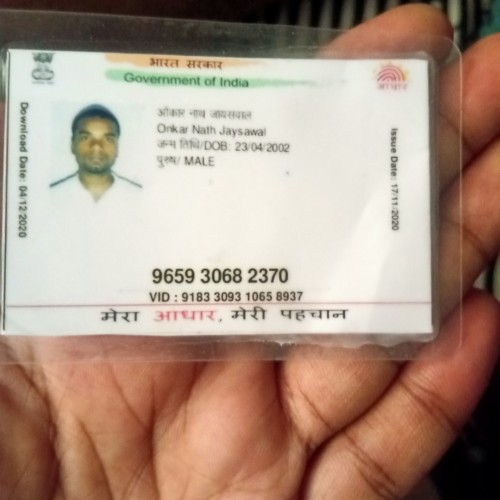 भारत सरकार
Government of India
आधार
Download Date: 04/12/2020
ओंकार नाथ जायसवाल
Onkar Nath Jaysawal
जन्म तिथि/DOB: 23/04/2002
पुरुष/ MALE
Issue Date: 17/11/2020
9659 3068 2370
VID : 9183 3093 1065 8937
मेरा आधार, मेरी पहचान